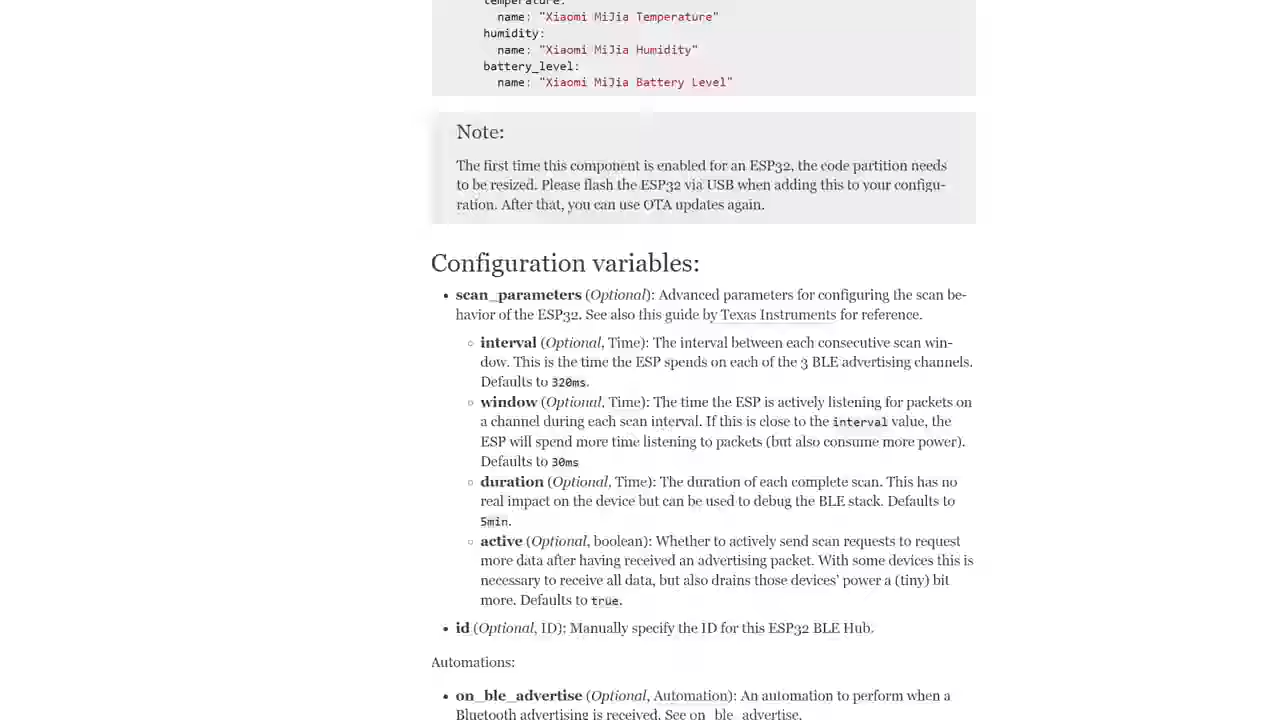 temperature:
name: "Xiaomi MiJia Temperature"
humidity:
name: "Xiaomi MiJia Humidity"
battery_level:
name: "Xiaomi MiJia Battery Level"
Note:
The first time this component is enabled for an ESP32, the code partition needs
to be resized. Please flash the ESP32 via USB when adding this to your configu-
ration. After that, you can use OTA updates again.
Configuration variables:
• scan_parameters (Optional): Advanced parameters for configuring the scan be-
havior of the ESP32. See also this guide by Texas Instruments for reference.
◦ interval (Optional, Time): The interval between each consecutive scan win-
dow. This is the time the ESP spends on each of the 3 BLE advertising channels.
Defaults to 320ms.
◦ window (Optional, Time): The time the ESP is actively listening for packets on
a channel during each scan interval. If this is close to the interval value, the
ESP will spend more time listening to packets (but also consume more power).
Defaults to 30ms
◦ duration (Optional, Time): The duration of each complete scan. This has no
real impact on the device but can be used to debug the BLE stack. Defaults to
5min.
◦ active (Optional, boolean): Whether to actively send scan requests to request
more data after having received an advertising packet. With some devices this is
necessary to receive all data, but also drains those devices’ power a (tiny) bit
more. Defaults to true.
• id (Optional, ID): Manually specify the ID for this ESP32 BLE Hub.
Automations:
• on_ble_advertise (Optional, Automation): An automation to perform when a
Bluetooth advertising is received. See on_ble_advertise.